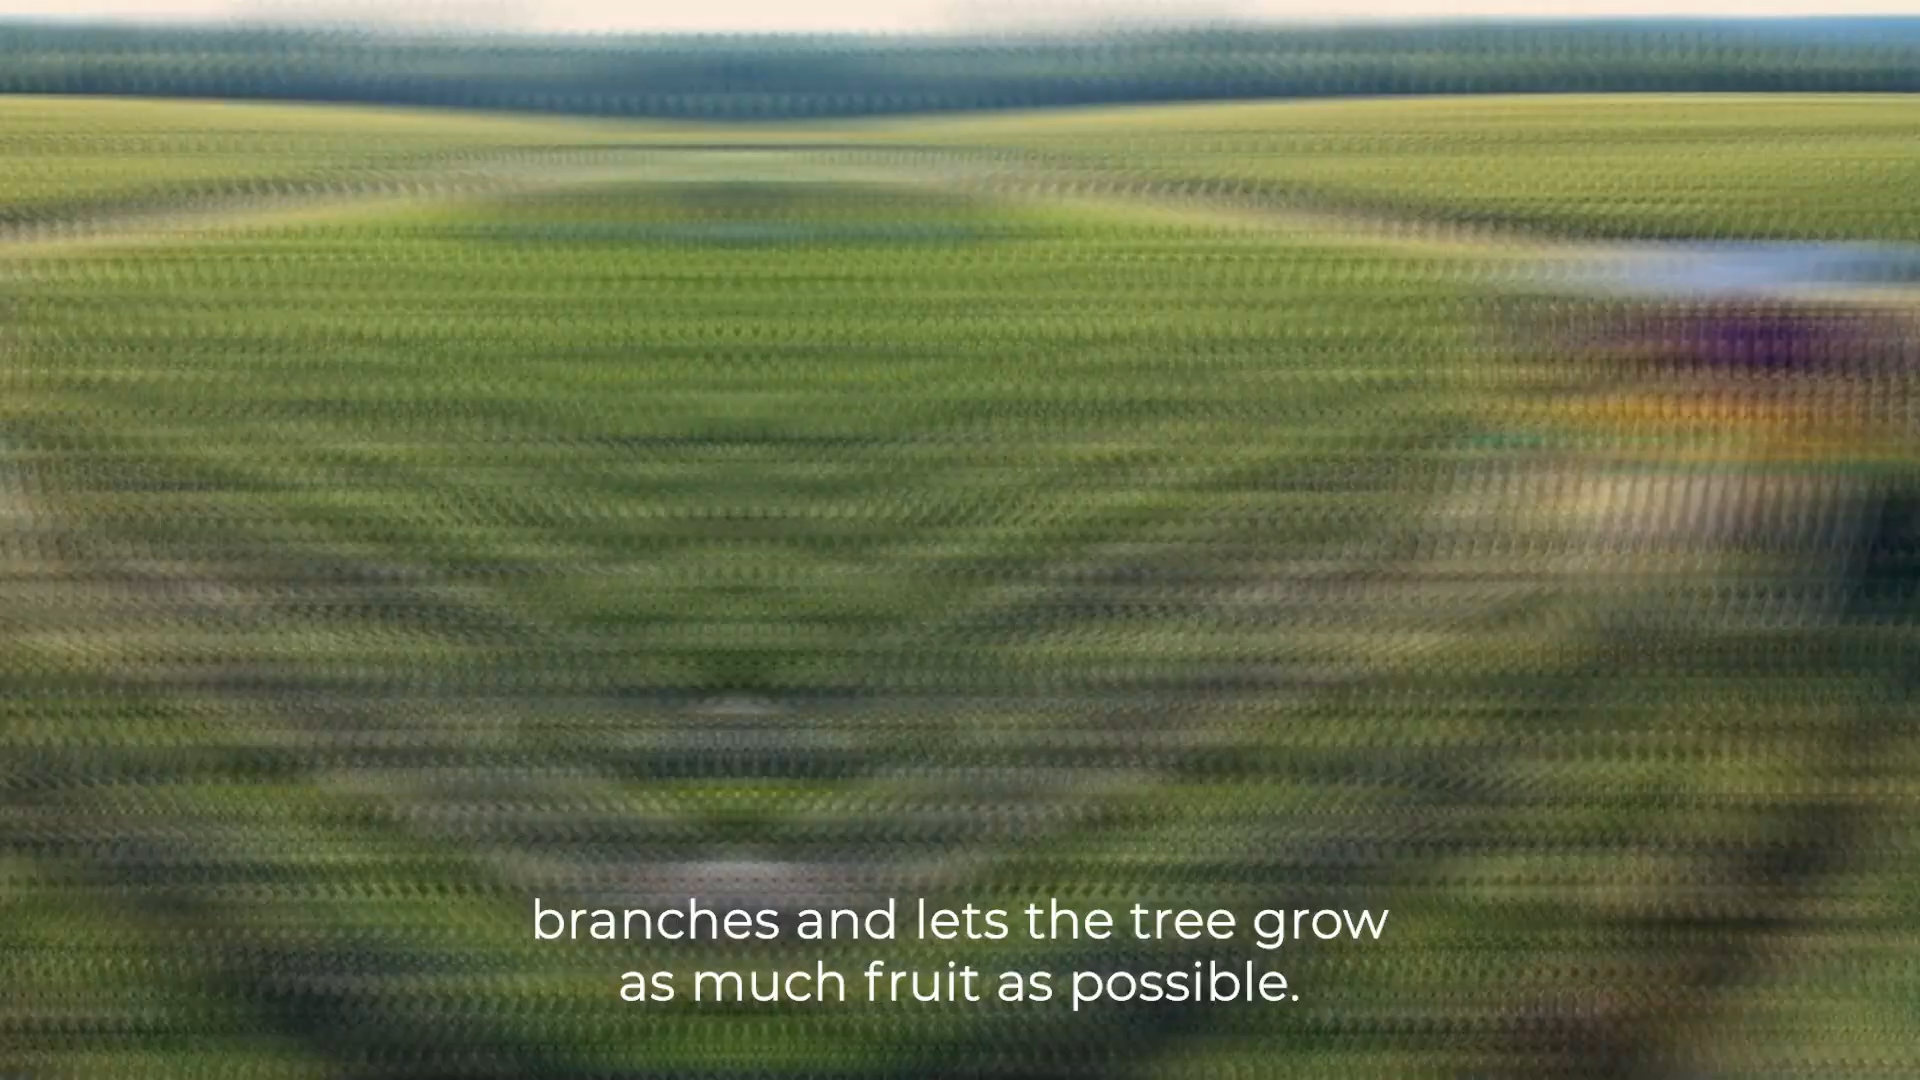 branches and lets the tree grow
as much fruit as possible.